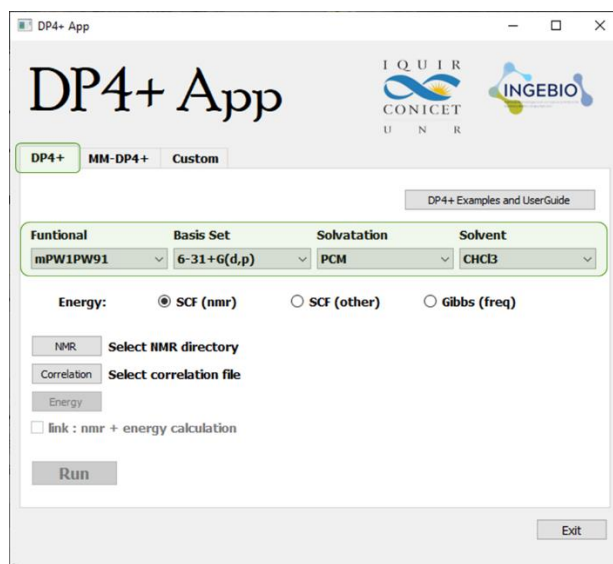 DP4+ App
DP4+ App
I Q U I R
CONICET
U N R
INGEBIO
DP4+ MM-DP4+ Custom
DP4+ Examples and UserGuide
Funtional Basis Set Solvatation Solvent
mPW1PW91 6-31+G(d,p) PCM CHCl3
Energy: SCF (nmr) SCF (other) Gibbs (freq)
NMR Select NMR directory
Correlation Select correlation file
Energy
link : nmr + energy calculation
Run
Exit